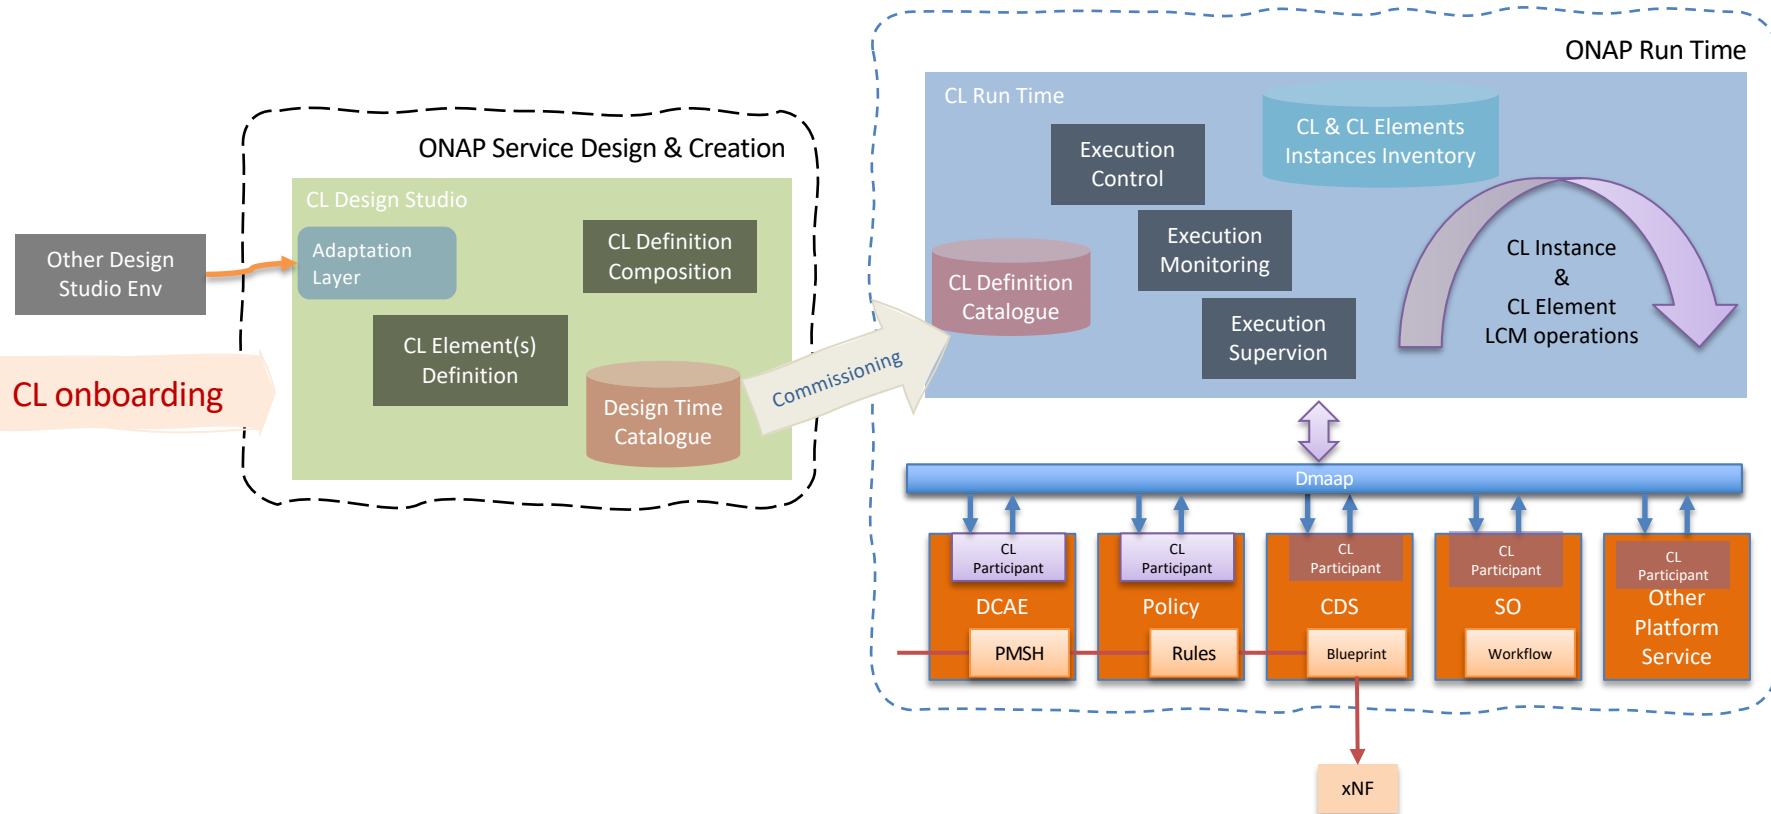 ONAP Run Time
CL Run Time
CL & CL Elements
Instances Inventory
Execution
Control
ONAP Service Design & Creation
CL Design Studio
CL Definition
Composition
Adaptation
Layer
Other Design
Studio Env
Execution
Monitoring
CL Definition
Catalogue
CL Instance
&
CL Element
LCM operations
Execution
Supervion
CL Element(s)
Definition
CL onboarding
Commissioning
Design Time
Catalogue
Dmaap
CL
Participant
DCAE
PMSH
CL
Participant
Policy
Rules
CL
Participant
CDS
Blueprint
CL
Participant
SO
Workflow
CL
Participant
Other
Platform
Service
xNF